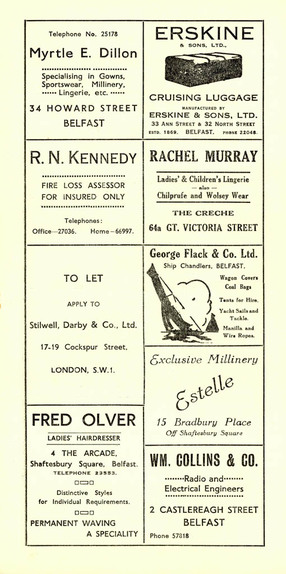 Telephone No. 25178
Myrtle E. Dillon
Specialising in Gowns,
Sportswear, Millinery,
Lingerie, etc.
34 HOWARD STREET
BELFAST
R. N. KENNEDY
FIRE LOSS ASSESSOR
FOR INSURED ONLY
Telephones:
Office—27036. Home—66997.
TO LET
APPLY TO
Stilwell, Darby & Co., Ltd.
17-19 Cockspur Street,
LONDON, S.W.1.
FRED OLVER
LADIES' HAIRDRESSER
4 THE ARCADE,
Shaftesbury Square, Belfast.
TELEPHONE 23552.
Distinctive Styles
for Individual Requirements.
PERMANENT WAVING
A SPECIALITY
ERSKINE
& SONS, LTD.,
CRUISING LUGGAGE
MANUFACTURED BY
ERSKINE & SONS, LTD.
33 ANN STREET & 32 NORTH STREET
ESTD. 1869. BELFAST. PHONE 22048.
RACHEL MURRAY
Ladies' & Children's Lingerie
— also —
Chilprufe and Wolsey Wear
THE CRECHE
64a GT. VICTORIA STREET
George Flack & Co. Ltd.
Ship Chandlers, BELFAST.
Wagon Covers
Coal Bags
Tents for Hire.
Yacht Sails and
Tackle.
Manilla and
Wire Ropes.
Exclusive Millinery
Estelle
15 Bradbury Place
Off Shaftesbury Square
WM. COLLINS & CO.
Radio and
Electrical Engineers
2 CASTLEREAGH STREET
BELFAST
Phone 57018